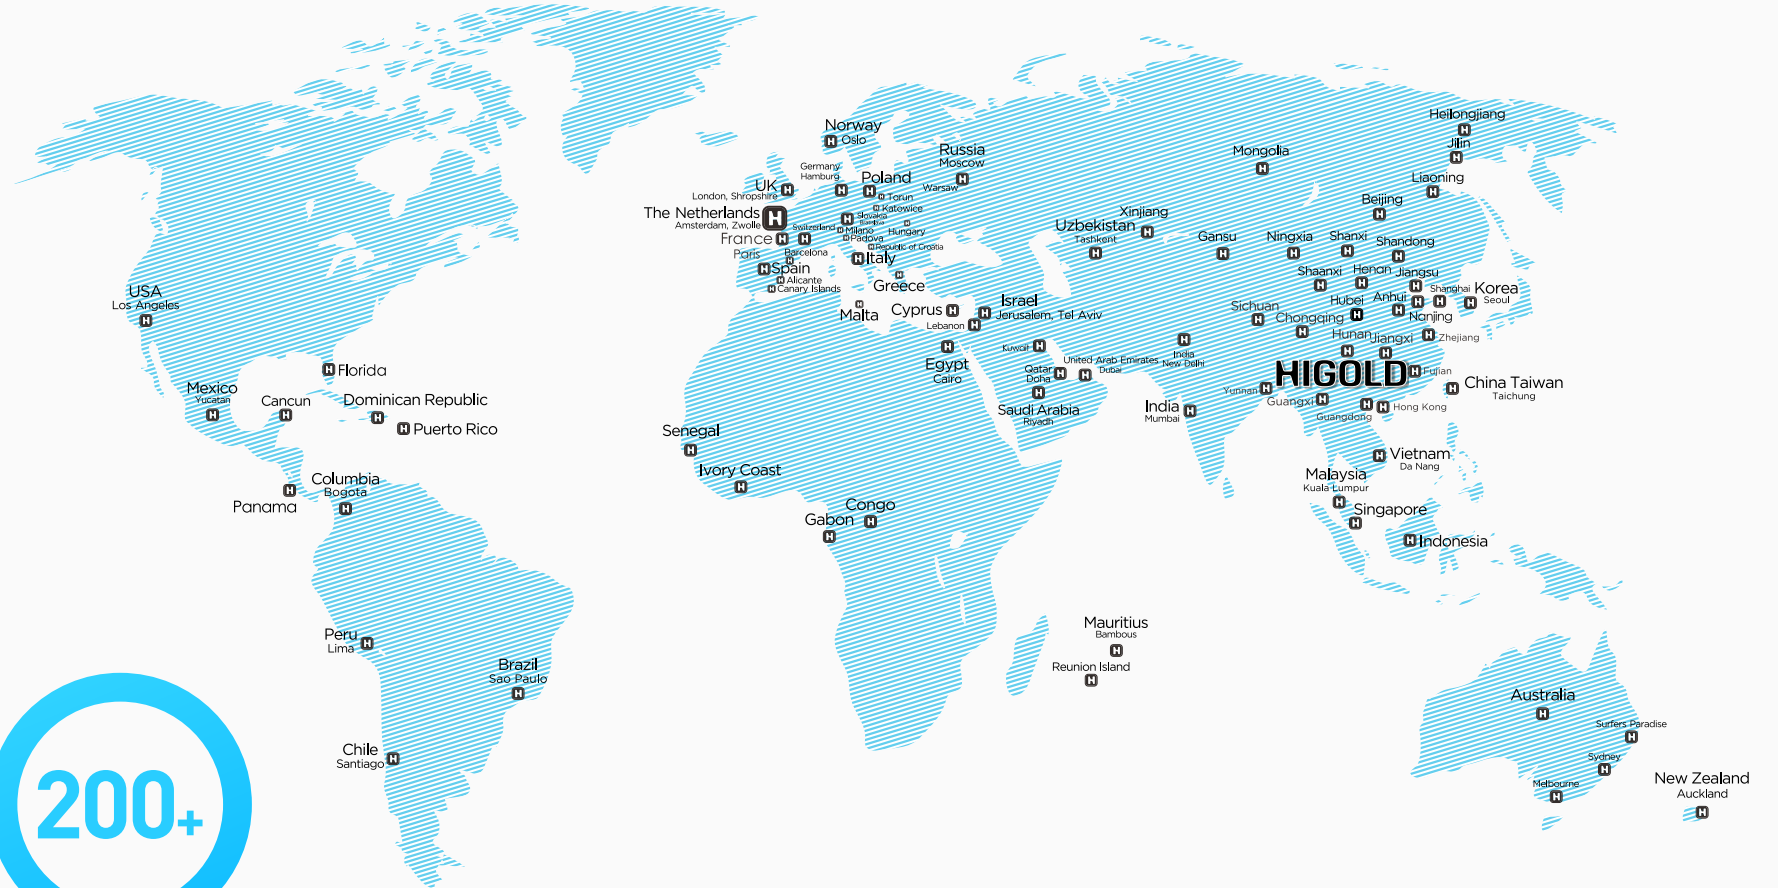 Heilongjiang
Norway
Oslo
Jilin
Russia
Moscow
Mongolia
Germany
Hamburg
Poland
Liaoning
UK
London, Shropshire
Warsaw
Torun
Beijing
Katowice
The Netherlands
Amsterdam, Zwolle
Slovakia
Xinjiang
Uzbekistan
Tashkent
Switzerland
Milano
Hungary
France
Paris
Padova
Republic of Croatia
Gansu
Ningxia
Shanxi
Shandong
Barcelona
Italy
Spain
Alicante
Canary Islands
Greece
Shaanxi
Henan
Jiangsu
USA
Los Angeles
Malta
Cyprus
Israel
Jerusalem, Tel Aviv
Lebanon
Sichuan
Chongqing
Hubei
Anhui
Shanghai
Korea
Seoul
Nanjing
Hunan
Jiangxi
Zhejiang
Kuwait
India
New Delhi
Egypt
Cairo
United Arab Emirates
Dubai
Qatar
Doha
Florida
HIGOLD
Fujian
Mexico
Yucatan
Cancun
Dominican Republic
Puerto Rico
Saudi Arabia
Riyadh
India
Mumbai
Yunnan
Guangxi
Guangdong
Hong Kong
China Taiwan
Taichung
Senegal
Ivory Coast
Vietnam
Da Nang
Columbia
Bogota
Panama
Malaysia
Kuala Lumpur
Congo
Gabon
Singapore
Indonesia
Peru
Lima
Mauritius
Bambous
Reunion Island
Brazil
Sao Paulo
Australia
Surfers Paradise
Chile
Santiago
Sydney
Melbourne
New Zealand
Auckland
200+